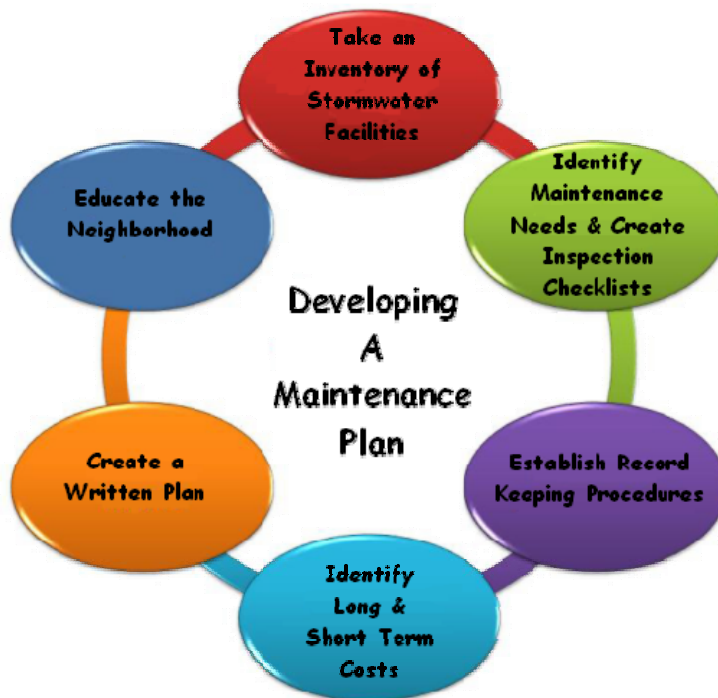 Take an
Inventory of
Stormwater
Facilities
Identify
Maintenance
Needs & Create
Inspection
Checklists
Establish Record
Keeping Procedures
Identify
Long &
Short Term
Costs
Create a
Written Plan
Educate the
Neighborhood
Developing
A
Maintenance
Plan